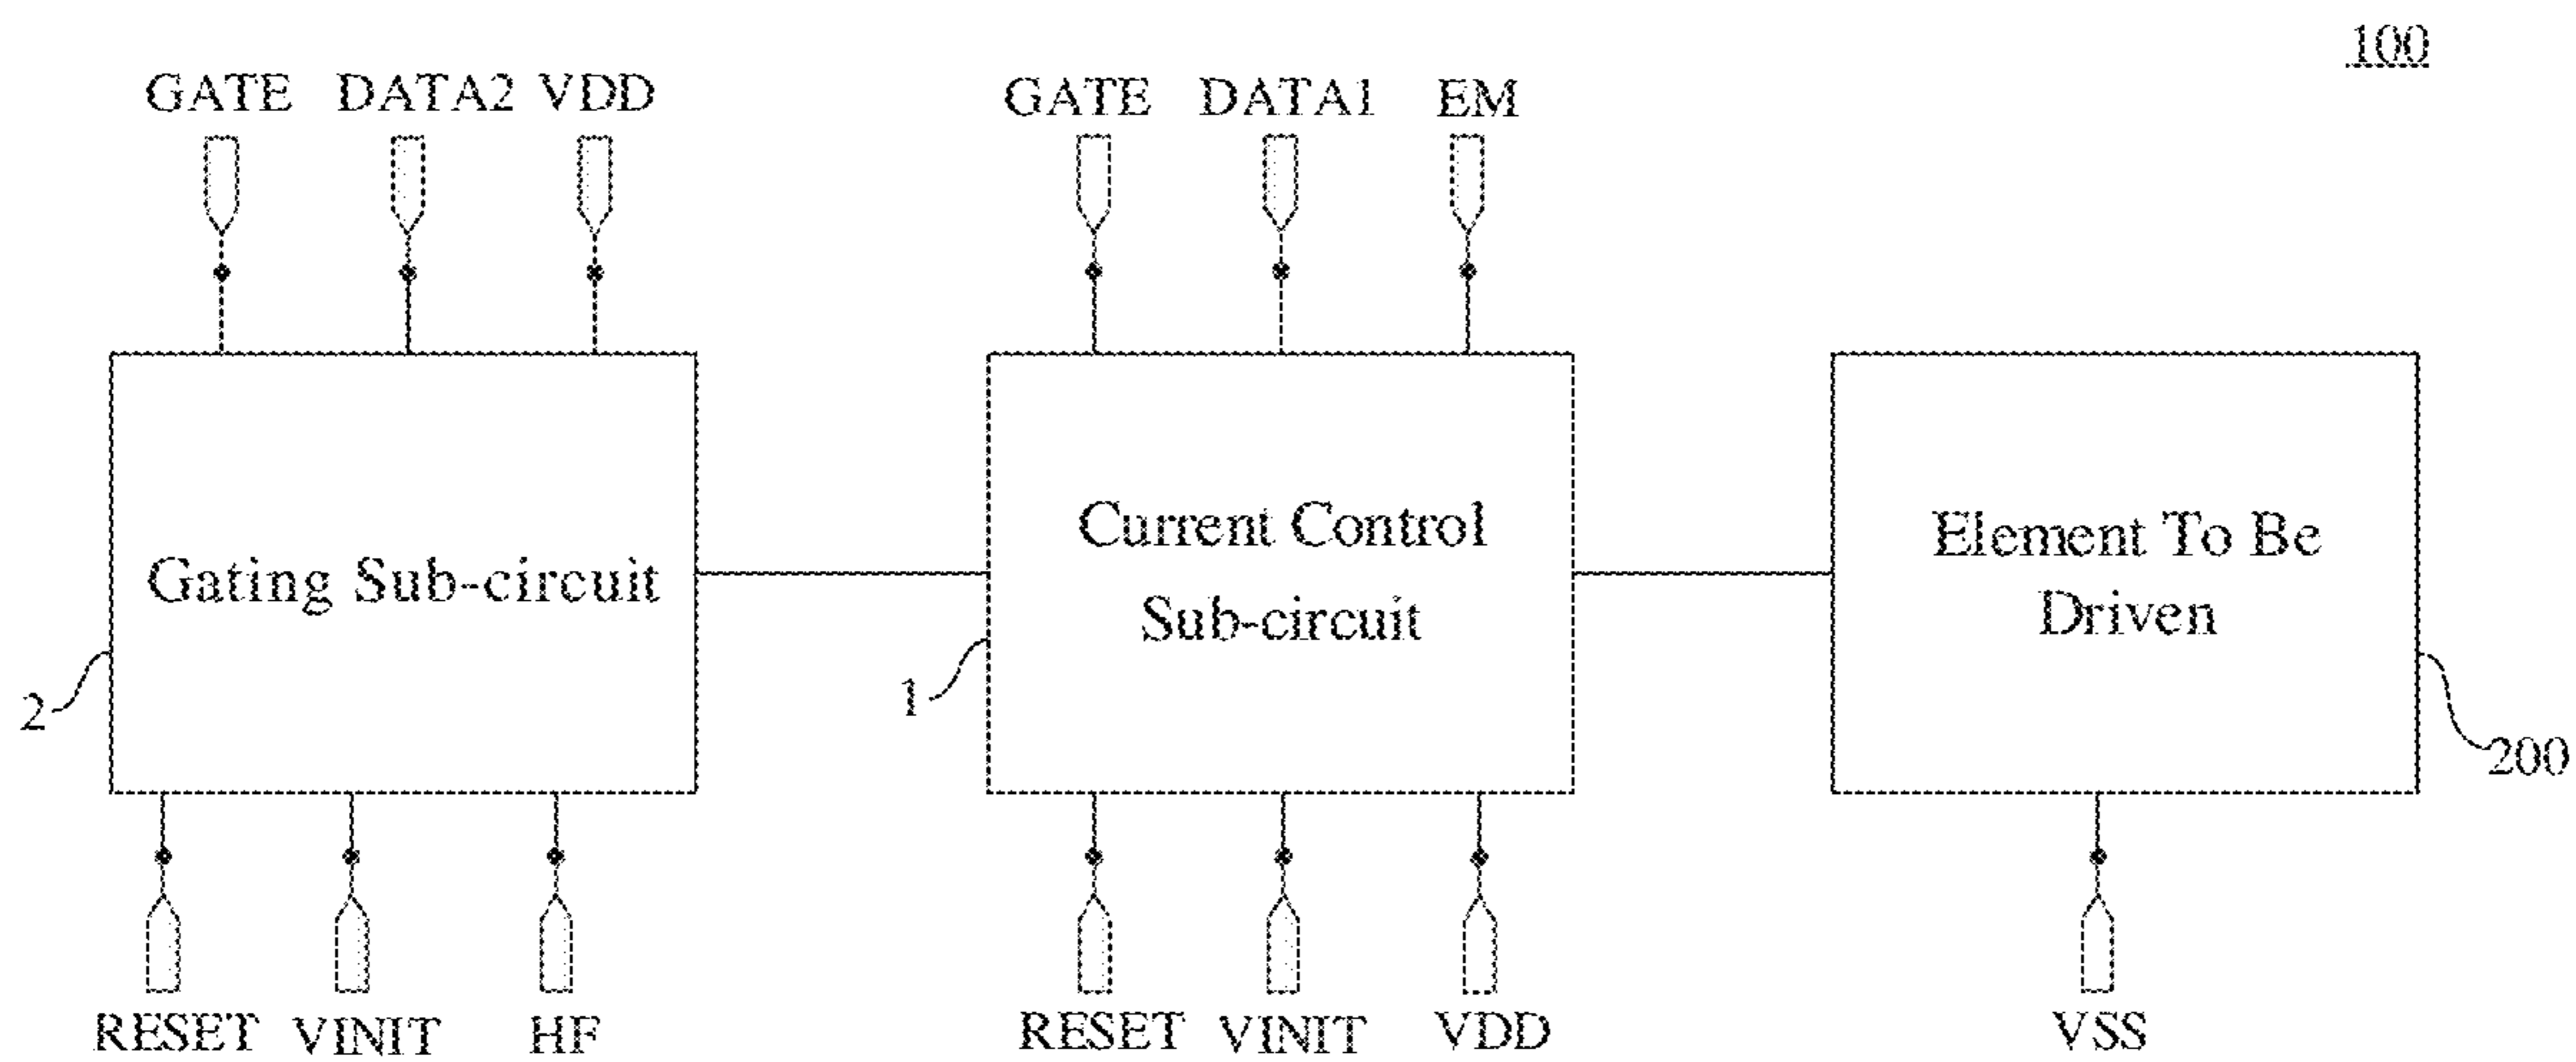 100
GATE DATA2 VDD
GATE DATA1 EM
Gating Sub-circuit
Current Control
Sub-circuit
Element To Be
Driven
2
1
200
RESET VINIT HF
RESET VINIT VDD
VSS